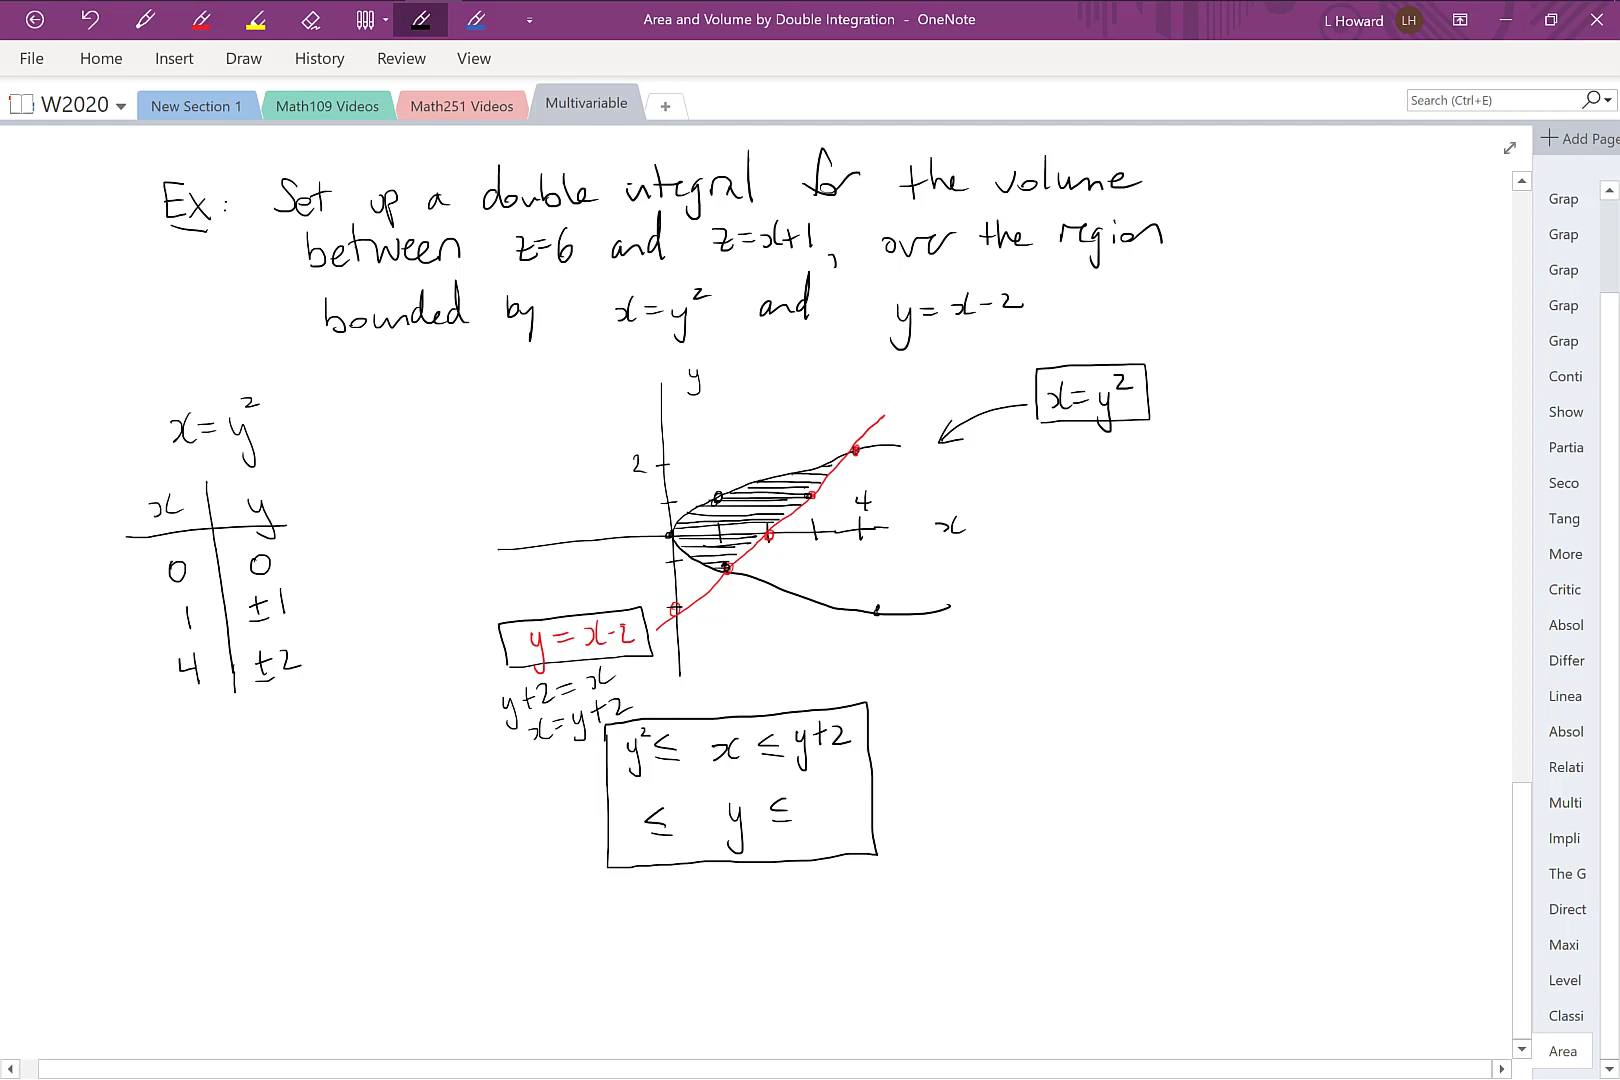 Area and Volume by Double Integration - OneNote
L Howard LH
File Home Insert Draw History Review View
W2020 New Section 1 Math109 Videos Math251 Videos Multivariable
Search (Ctrl+E)
Add Page
Ex: Set up a double integral for the volume
between z=6 and z=x+1, over the region
bounded by x=y² and y=x-2
x=y²
x y
0 0
1 ±1
4 ±2
y
2
4
x
x=y²
y=x-2
y+2=x
x=y+2
y² ≤ x ≤ y+2
≤ y ≤
Grap
Grap
Grap
Grap
Grap
Conti
Show
Partia
Seco
Tang
More
Critic
Absol
Differ
Linea
Absol
Relati
Multi
Impli
The G
Direct
Maxi
Level
Classi
Area